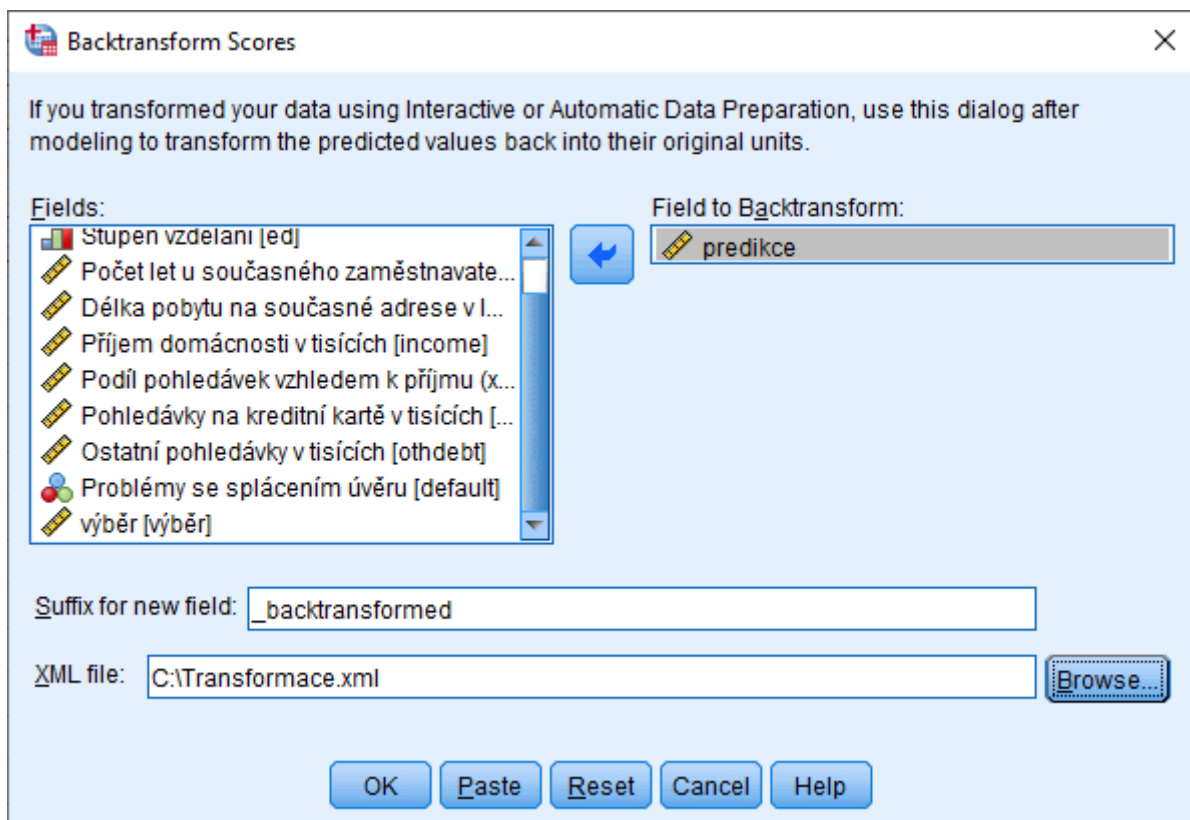 Backtransform Scores
If you transformed your data using Interactive or Automatic Data Preparation, use this dialog after
modeling to transform the predicted values back into their original units.
Fields:
Stupeň vzdělání [ed]
Počet let u současného zaměstnavate...
Délka pobytu na současné adrese v l...
Příjem domácnosti v tisících [income]
Podíl pohledávek vzhledem k příjmu (x...
Pohledávky na kreditní kartě v tisících [...
Ostatní pohledávky v tisících [othdebt]
Problémy se splácením úvěru [default]
výběr [výběr]
Field to Backtransform:
predikce
Suffix for new field: _backtransformed
XML file: C:\Transformace.xml Browse...
OK Paste Reset Cancel Help